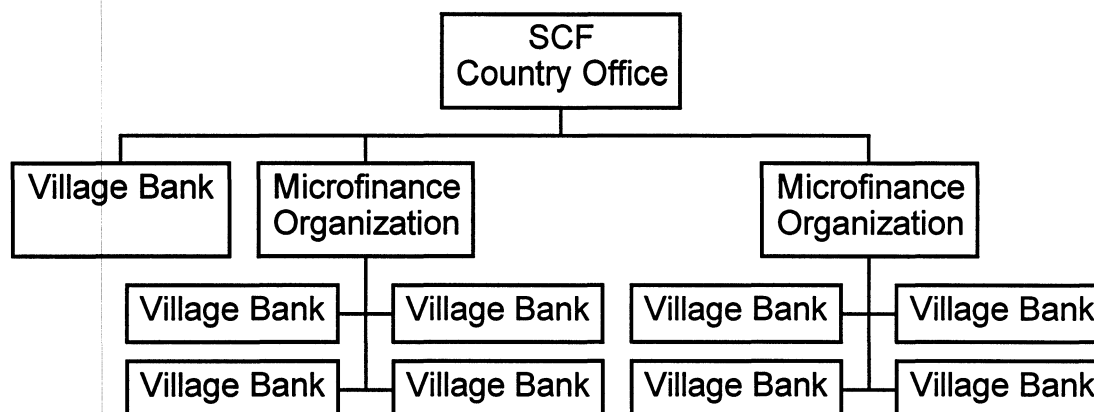 SCF
Country Office
Village Bank
Microfinance
Organization
Microfinance
Organization
Village Bank
Village Bank
Village Bank
Village Bank
Village Bank
Village Bank
Village Bank
Village Bank